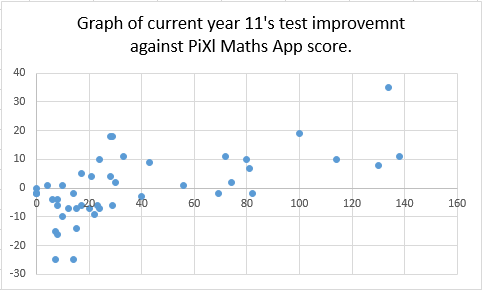 Graph of current year 11's test improvemnt
against PiXl Maths App score.
40
30
20
10
0
-10
-20
-30
0 20 40 60 80 100 120 140 160